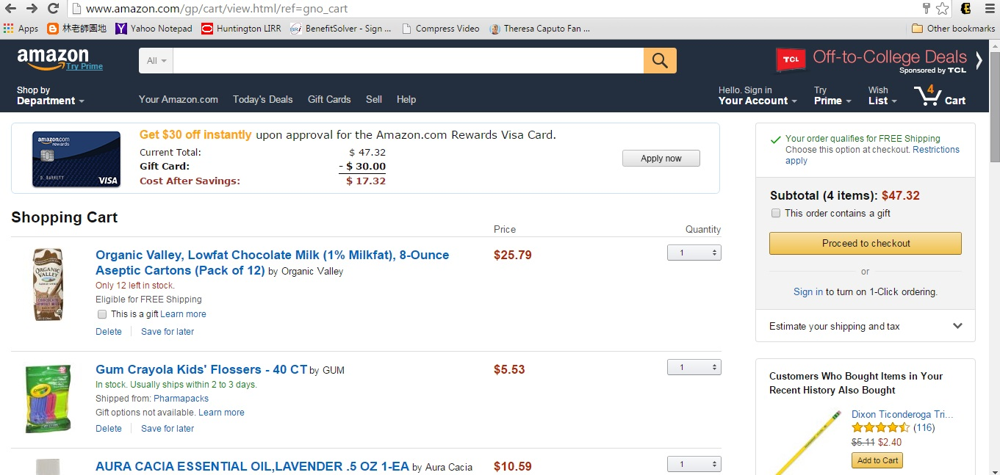 www.amazon.com/gp/cart/view.html/ref=gno_cart
Apps 林老師園地 Yahoo Notepad Huntington LIRR BenefitSolver - Sign ... Compress Video Theresa Caputo Fan ... Other bookmarks
amazon
Try Prime
All
TCL Off-to-College Deals
Sponsored by TCL
Shop by
Department
Your Amazon.com Today's Deals Gift Cards Sell Help
Hello. Sign in
Your Account
Try
Prime
Wish
List
4
Cart
amazon.com
rewards
D. BARRETT
VISA
Get $30 off instantly upon approval for the Amazon.com Rewards Visa Card.
Current Total: $ 47.32
Gift Card: - $ 30.00
Cost After Savings: $ 17.32
Apply now
Shopping Cart
Price Quantity
ORGANIC
VALLEY
Organic Valley, Lowfat Chocolate Milk (1% Milkfat), 8-Ounce
Aseptic Cartons (Pack of 12) by Organic Valley
$25.79
1
Only 12 left in stock.
Eligible for FREE Shipping
This is a gift Learn more
Delete Save for later
Crayola
Gum Crayola Kids' Flossers - 40 CT by GUM
$5.53
1
In stock. Usually ships within 2 to 3 days.
Shipped from: Pharmapacks
Gift options not available. Learn more
Delete Save for later
AURA CACIA ESSENTIAL OIL,LAVENDER .5 OZ 1-EA by Aura Cacia
$10.59
1
Your order qualifies for FREE Shipping
Choose this option at checkout. Restrictions
apply
Subtotal (4 items): $47.32
This order contains a gift
Proceed to checkout
or
Sign in to turn on 1-Click ordering.
Estimate your shipping and tax
Customers Who Bought Items in Your
Recent History Also Bought
Dixon Ticonderoga Tri...
(116)
$5.11 $2.40
Add to Cart